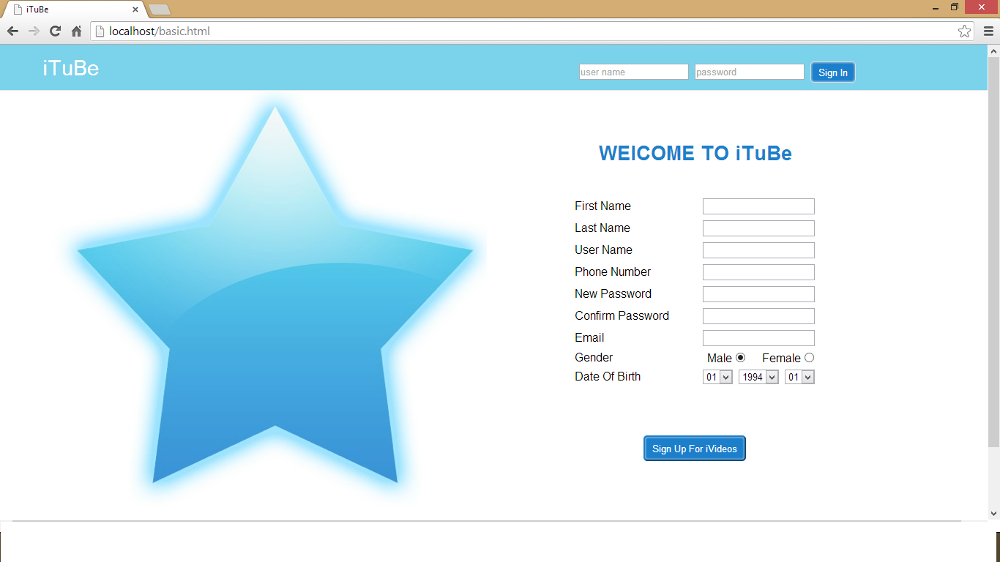 iTuBe
localhost/basic.html
iTuBe
user name password Sign In
WElCOME TO iTuBe
First Name
Last Name
User Name
Phone Number
New Password
Confirm Password
Email
Gender Male Female
Date Of Birth 01 1994 01
Sign Up For iVideos